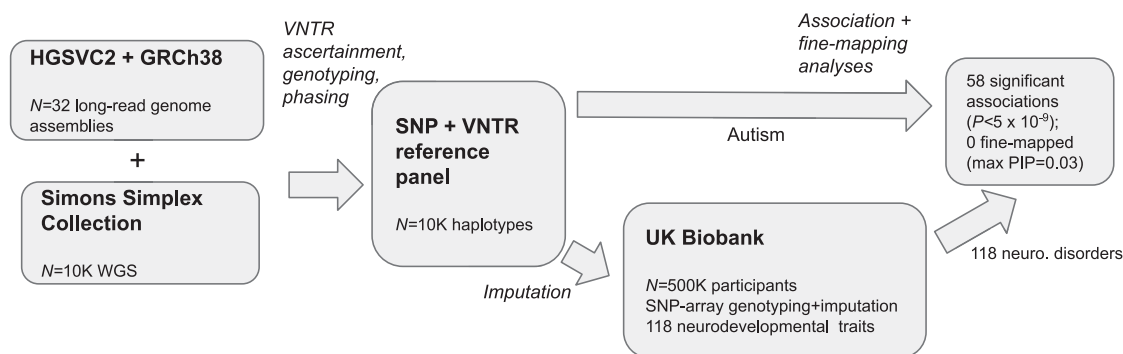 HGSVC2 + GRCh38
N=32 long-read genome
assemblies
+
Simons Simplex
Collection
N=10K WGS
VNTR
ascertainment,
genotyping,
phasing
SNP + VNTR
reference
panel
N=10K haplotypes
Imputation
Association +
fine-mapping
analyses
Autism
UK Biobank
N=500K participants
SNP-array genotyping+imputation
118 neurodevelopmental traits
58 significant
associations
(P<5 x 10⁻⁹);
0 fine-mapped
(max PIP=0.03)
118 neuro. disorders